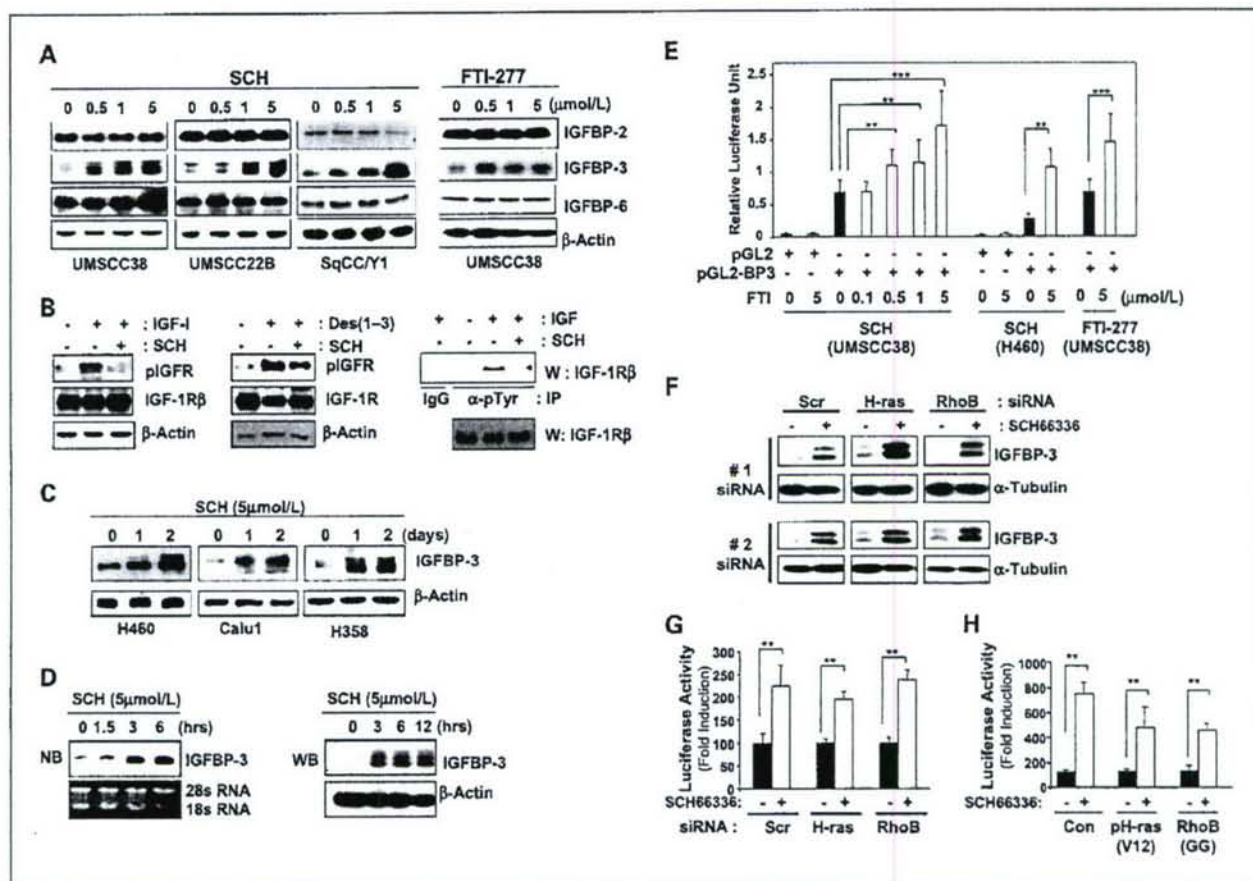 A
SCH
FTI-277
0 0.5 1 5
0 0.5 1 5
0 0.5 1 5
0 0.5 1 5 (μmol/L)
IGFBP-2
IGFBP-3
IGFBP-6
β-Actin
UMSCC38
UMSCC22B
SqCC/Y1
UMSCC38
B
- + + : IGF-I
- - + : SCH
pIGFR
IGF-1Rβ
β-Actin
- + + : Des(1–3)
- - + : SCH
pIGFR
IGF-1R
β-Actin
+ - + + : IGF
- - - + : SCH
W : IGF-1Rβ
IgG α-pTyr : IP
W: IGF-1Rβ
C
SCH (5μmol/L)
0 1 2
0 1 2
0 1 2 (days)
IGFBP-3
β-Actin
H460
Calu1
H358
D
SCH (5μmol/L)
0 1.5 3 6 (hrs)
NB
IGFBP-3
28s RNA
18s RNA
SCH (5μmol/L)
0 3 6 12 (hrs)
WB
IGFBP-3
β-Actin
E
Relative Luciferase Unit
2.5
2.0
1.5
1.0
0.5
0
***
**
**
**
***
pGL2 + + - - - - - + + - - - -
pGL2-BP3 - - + + + + + - - + + + +
FTI 0 5 0 0.1 0.5 1 5 0 5 0 5 0 5 (μmol/L)
SCH
(UMSCC38)
SCH
(H460)
FTI-277
(UMSCC38)
F
Scr H-ras RhoB : siRNA
- + - + - + : SCH66336
# 1
siRNA
IGFBP-3
α-Tubulin
# 2
siRNA
IGFBP-3
α-Tubulin
G
Luciferase Activity
(Fold Induction)
300
250
200
150
100
50
0
** ** **
SCH66336: - + - + - +
siRNA : Scr H-ras RhoB
H
Luciferase Activity
(Fold Induction)
1000
800
600
400
200
0
** ** **
SCH66336: - + - + - +
Con pH-ras RhoB
(V12) (GG)